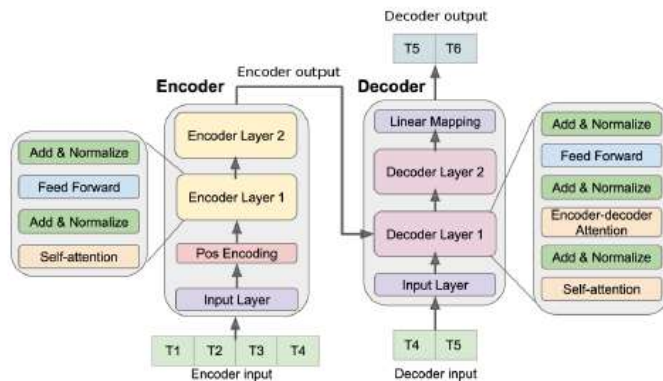 Decoder output
T5 T6
Encoder output
Encoder
Decoder
Encoder Layer 2
Encoder Layer 1
Pos Encoding
Input Layer
T1 T2 T3 T4
Encoder input
Add & Normalize
Feed Forward
Add & Normalize
Self-attention
Linear Mapping
Decoder Layer 2
Decoder Layer 1
Input Layer
T4 T5
Decoder input
Add & Normalize
Feed Forward
Add & Normalize
Encoder-decoder
Attention
Add & Normalize
Self-attention